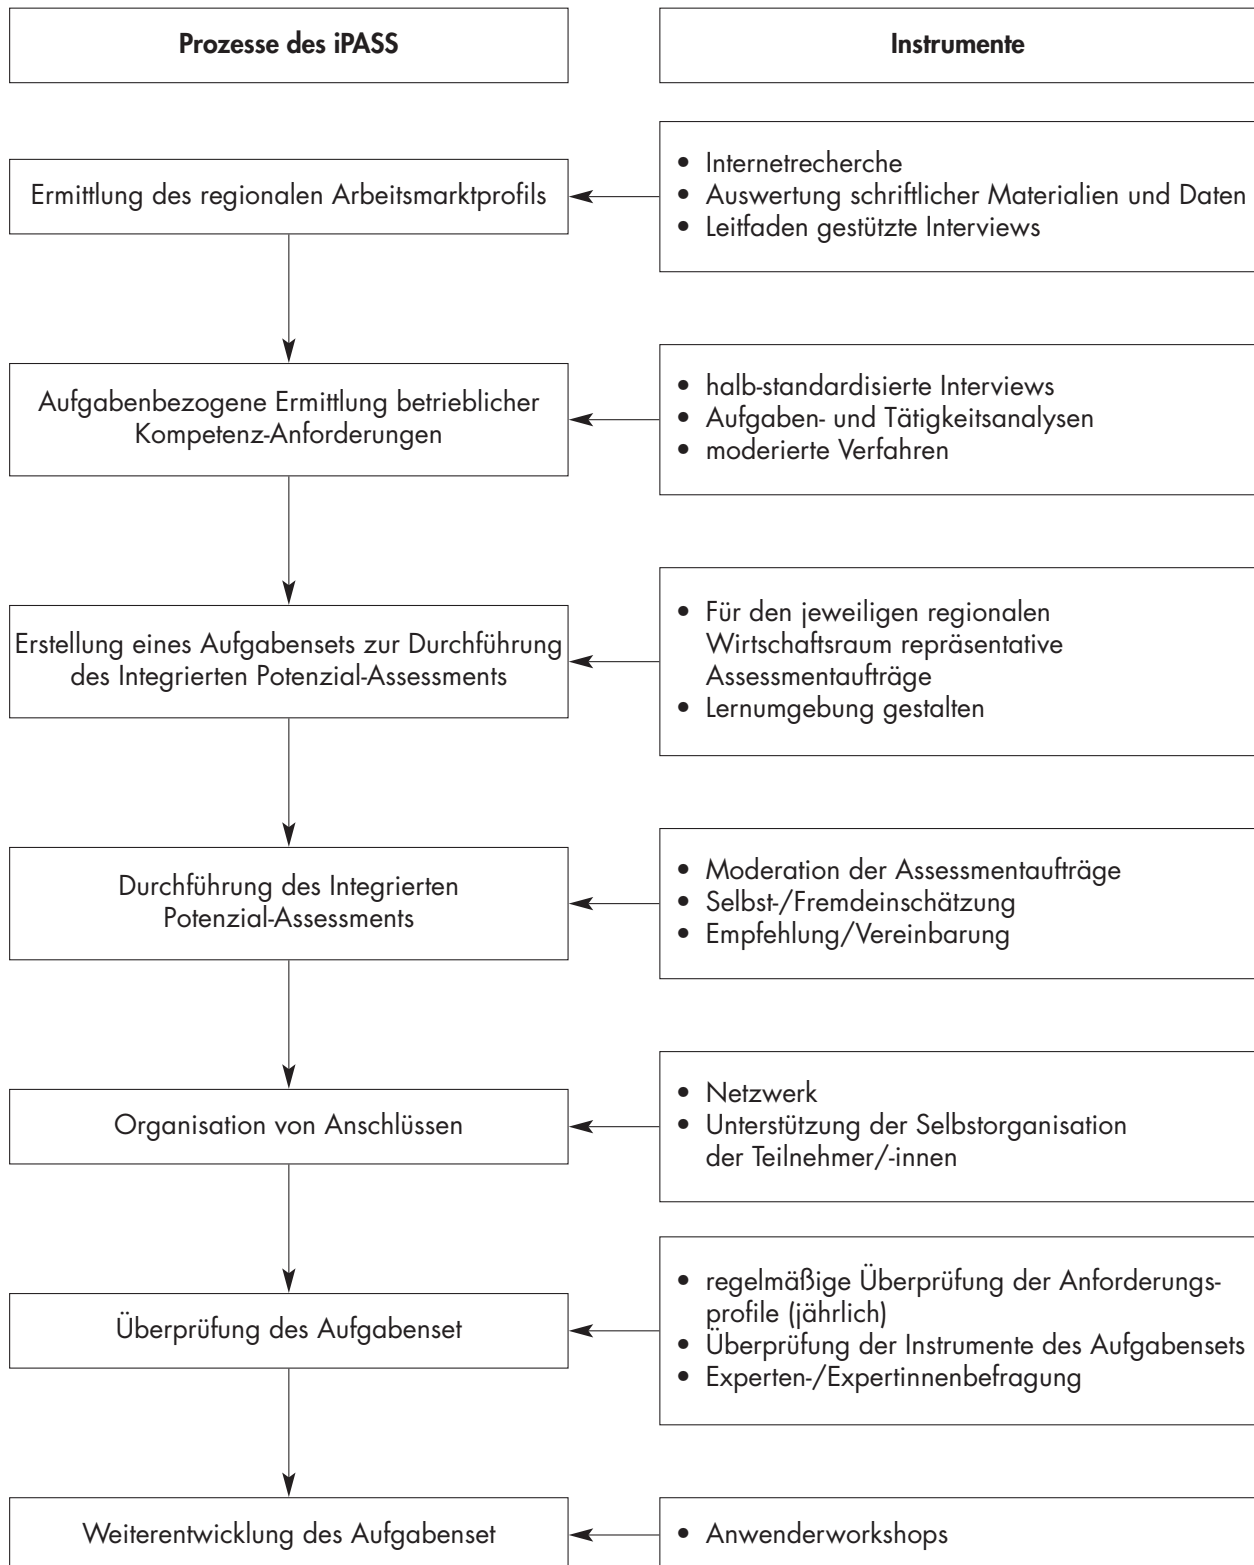 Prozesse des iPASS
Instrumente
Ermittlung des regionalen Arbeitsmarktprofils
• Internetrecherche
• Auswertung schriftlicher Materialien und Daten
• Leitfaden gestützte Interviews
Aufgabenbezogene Ermittlung betrieblicher
Kompetenz-Anforderungen
• halb-standardisierte Interviews
• Aufgaben- und Tätigkeitsanalysen
• moderierte Verfahren
Erstellung eines Aufgabensets zur Durchführung
des Integrierten Potenzial-Assessments
• Für den jeweiligen regionalen
Wirtschaftsraum repräsentative
Assessmentaufträge
• Lernumgebung gestalten
Durchführung des Integrierten
Potenzial-Assessments
• Moderation der Assessmentaufträge
• Selbst-/Fremdeinschätzung
• Empfehlung/Vereinbarung
Organisation von Anschlüssen
• Netzwerk
• Unterstützung der Selbstorganisation
der Teilnehmer/-innen
Überprüfung des Aufgabenset
• regelmäßige Überprüfung der Anforderungs-
profile (jährlich)
• Überprüfung der Instrumente des Aufgabensets
• Experten-/Expertinnenbefragung
Weiterentwicklung des Aufgabenset
• Anwenderworkshops